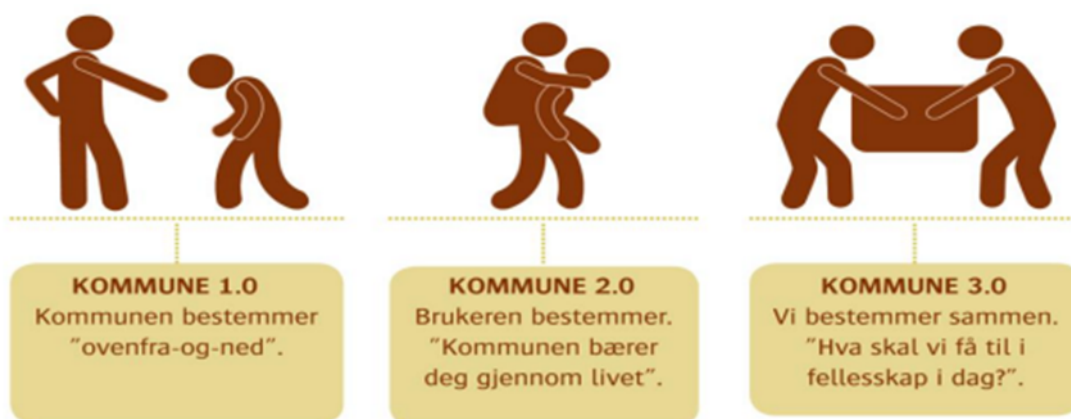 KOMMUNE 1.0
Kommunen bestemmer
”ovenfra-og-ned”.
KOMMUNE 2.0
Brukeren bestemmer.
”Kommunen bærer
deg gjennom livet”.
KOMMUNE 3.0
Vi bestemmer sammen.
”Hva skal vi få til i
fellesskap i dag?”.